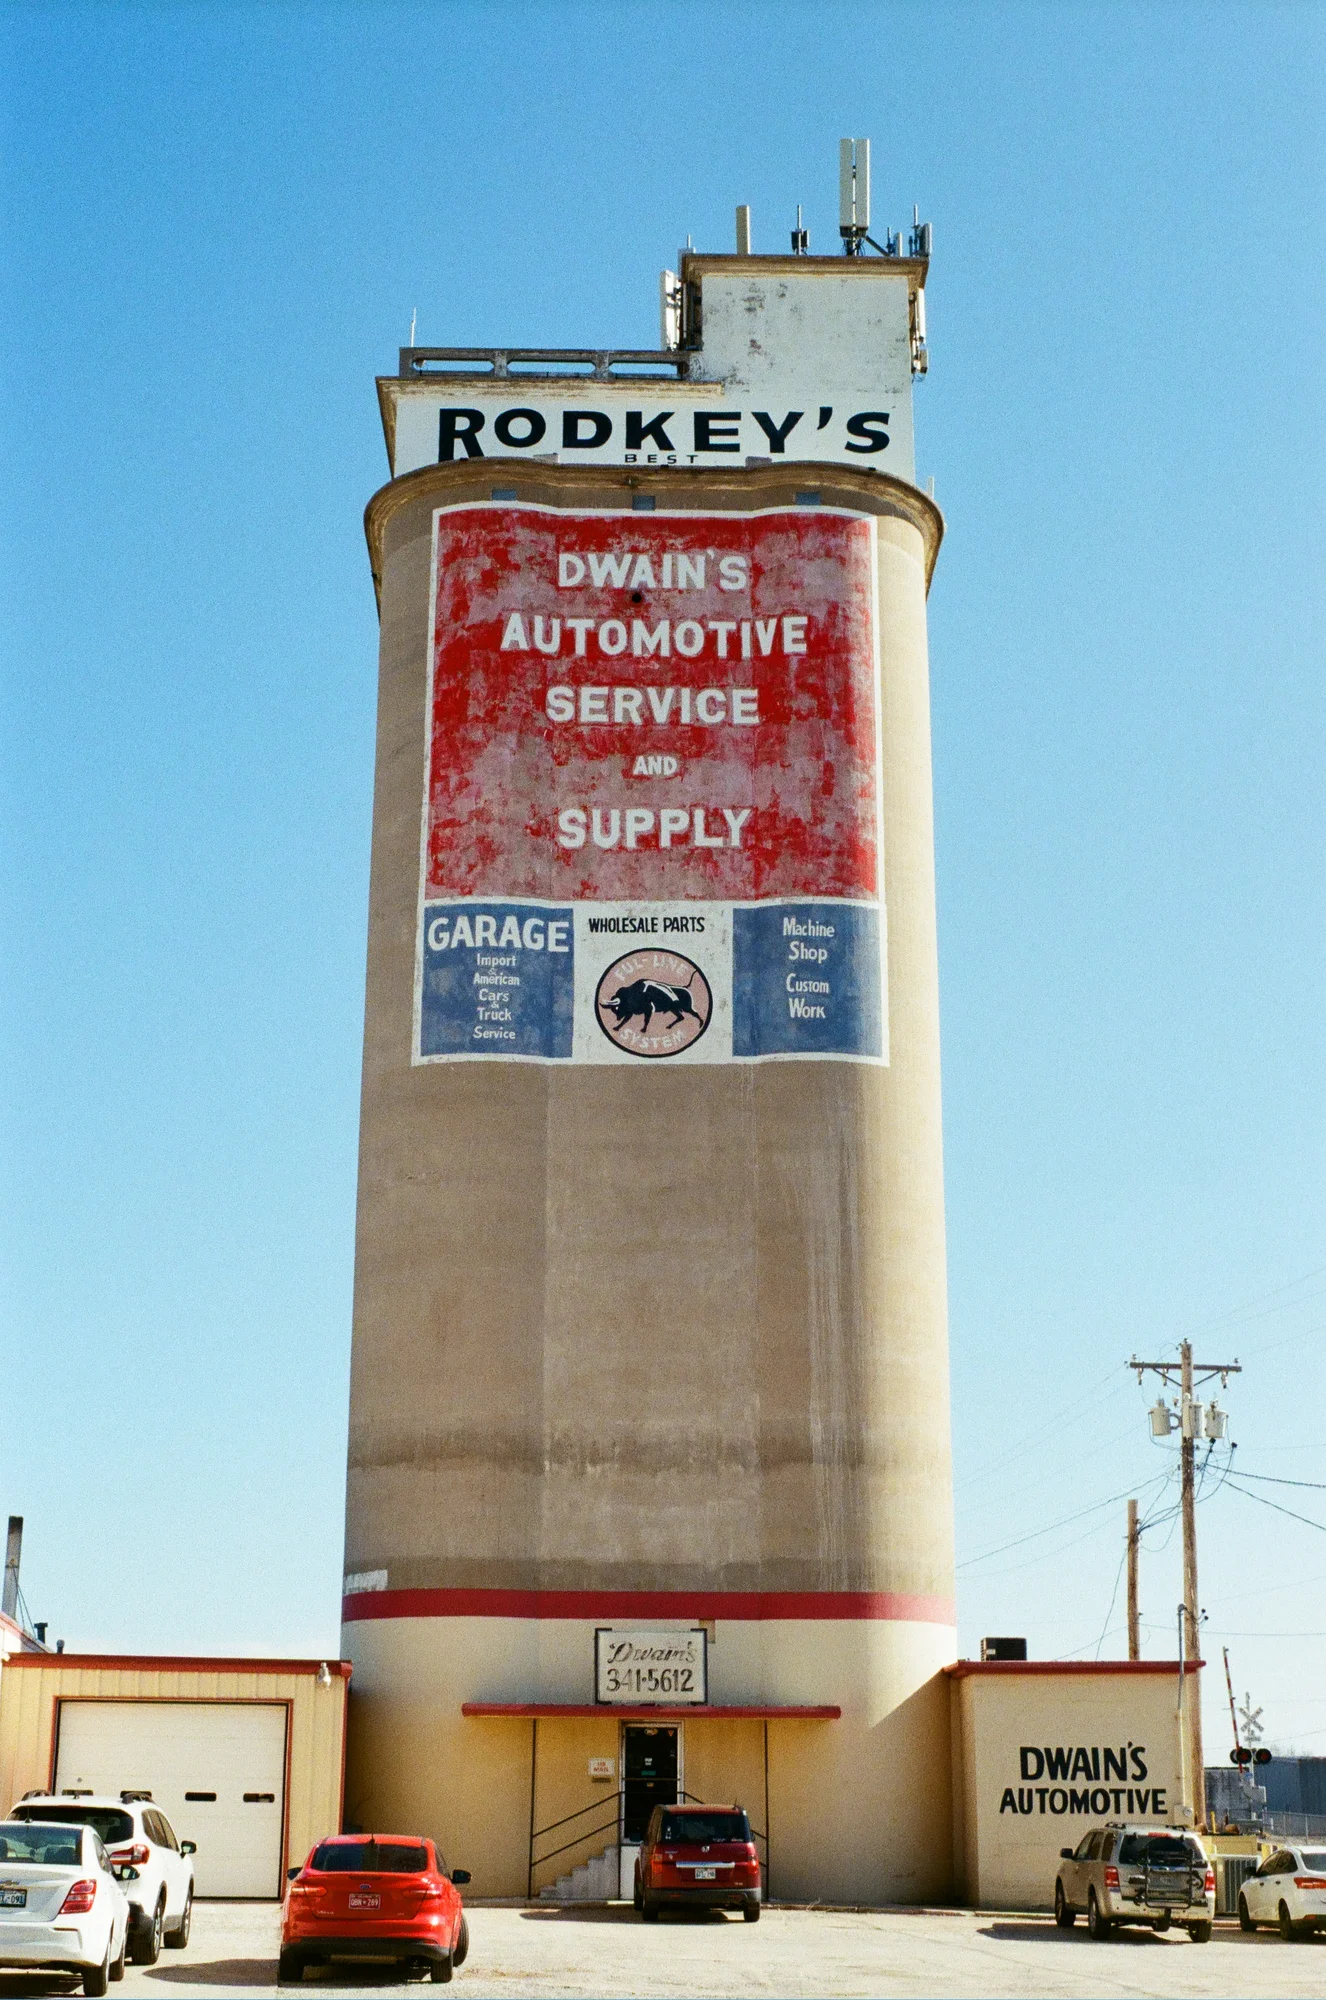 RODKEY'S
BEST
DWAIN'S
AUTOMOTIVE
SERVICE
AND
SUPPLY
GARAGE
Import
&
American
Cars
&
Truck
Service
WHOLESALE PARTS
FUL-LINE
SYSTEM
Machine
Shop
Custom
Work
Dwain's
341-5612
DWAIN'S
AUTOMOTIVE